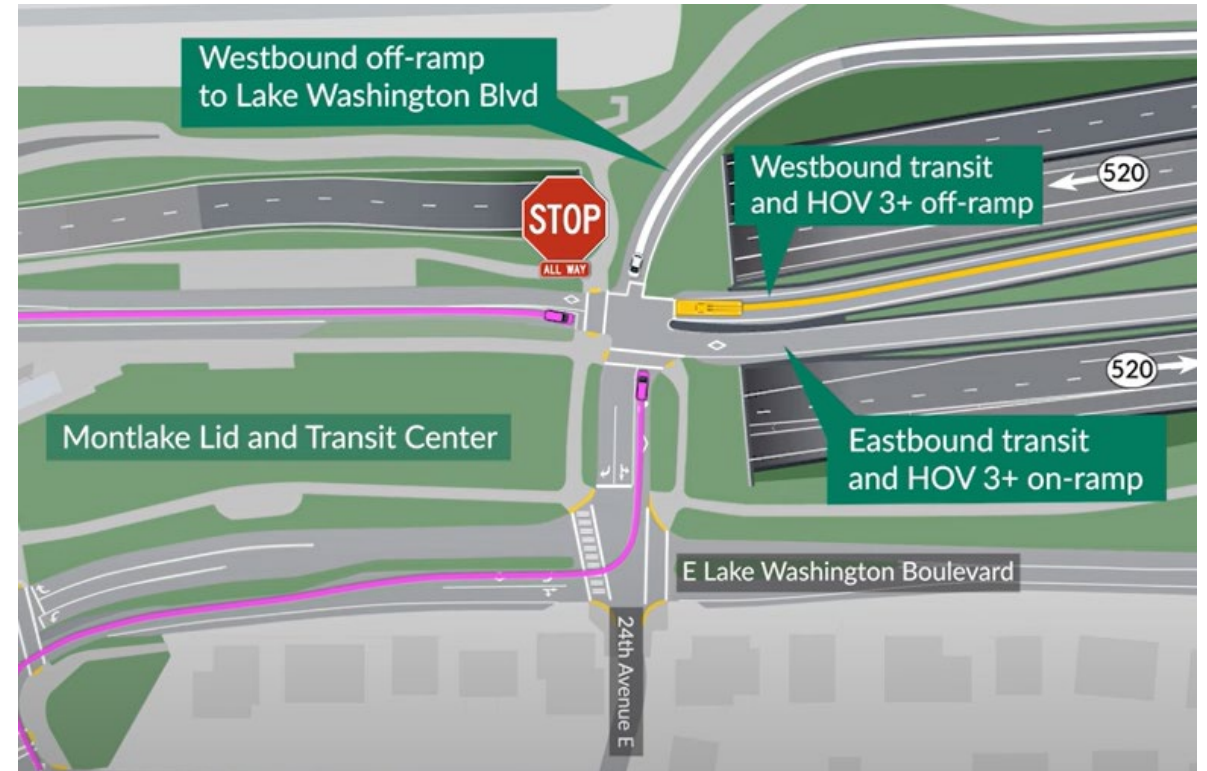 Westbound off-ramp
to Lake Washington Blvd
Westbound transit
and HOV 3+ off-ramp
520
STOP
ALL WAY
520
Montlake Lid and Transit Center
Eastbound transit
and HOV 3+ on-ramp
E Lake Washington Boulevard
24th Avenue E